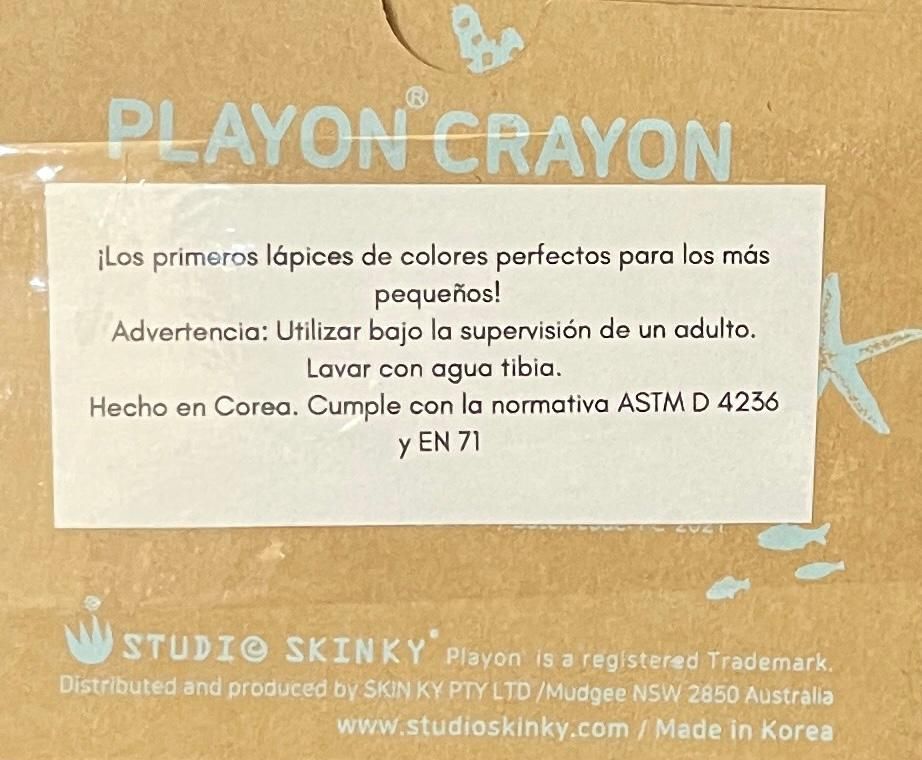 PLAYON® CRAYON
¡Los primeros lápices de colores perfectos para los más
pequeños!
Advertencia: Utilizar bajo la supervisión de un adulto.
Lavar con agua tibia.
Hecho en Corea. Cumple con la normativa ASTM D 4236
y EN 71
2021
STUDIO SKINKY® Playon is a registered Trademark.
Distributed and produced by SKIN KY PTY LTD /Mudgee NSW 2850 Australia
www.studioskinky.com / Made in Korea